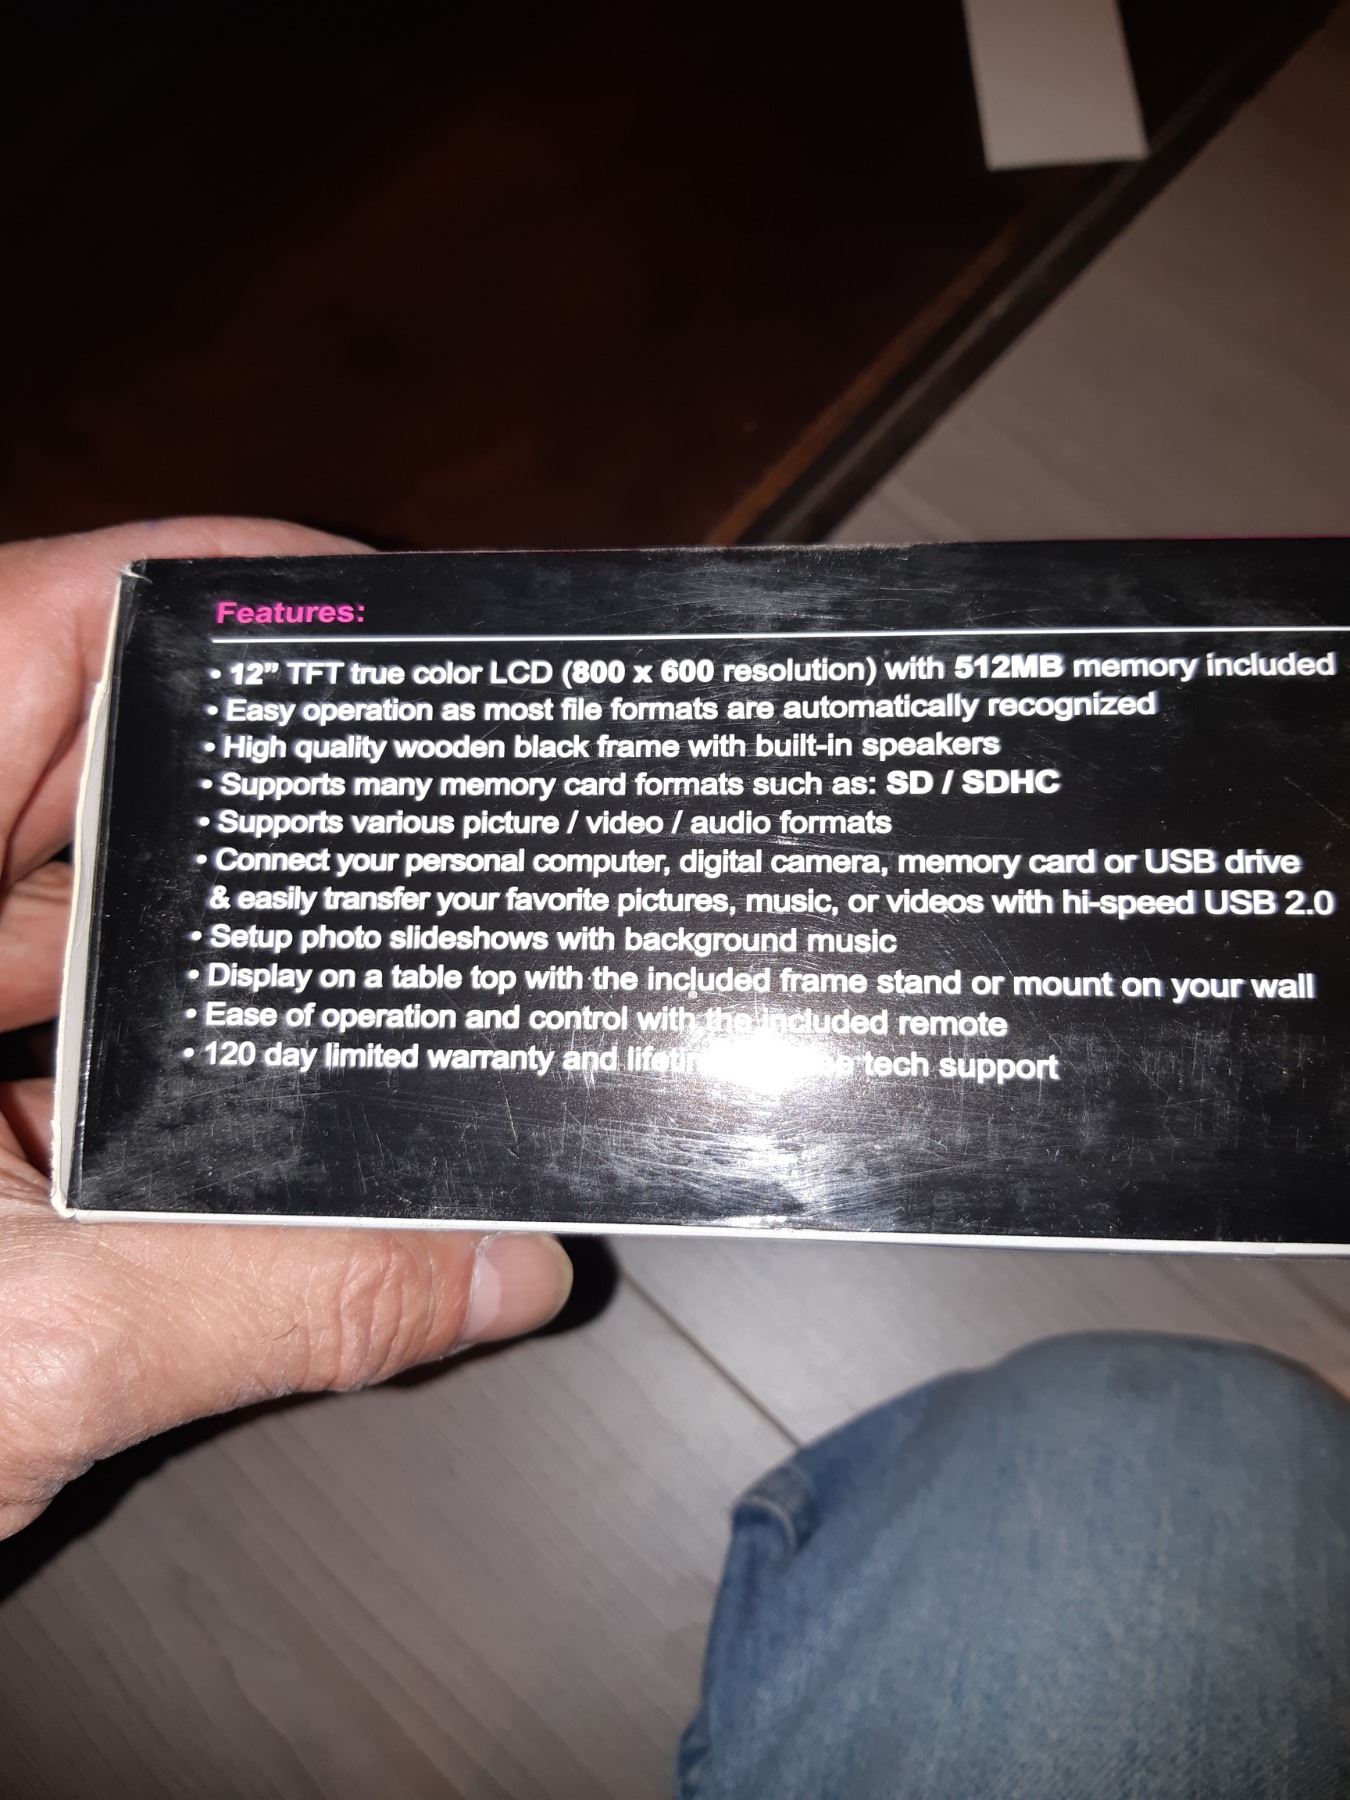 Features:
• 12” TFT true color LCD (800 x 600 resolution) with 512MB memory included
• Easy operation as most file formats are automatically recognized
• High quality wooden black frame with built-in speakers
• Supports many memory card formats such as: SD / SDHC
• Supports various picture / video / audio formats
• Connect your personal computer, digital camera, memory card or USB drive
& easily transfer your favorite pictures, music, or videos with hi-speed USB 2.0
• Setup photo slideshows with background music
• Display on a table top with the included frame stand or mount on your wall
• Ease of operation and control with the included remote
• 120 day limited warranty and tech support